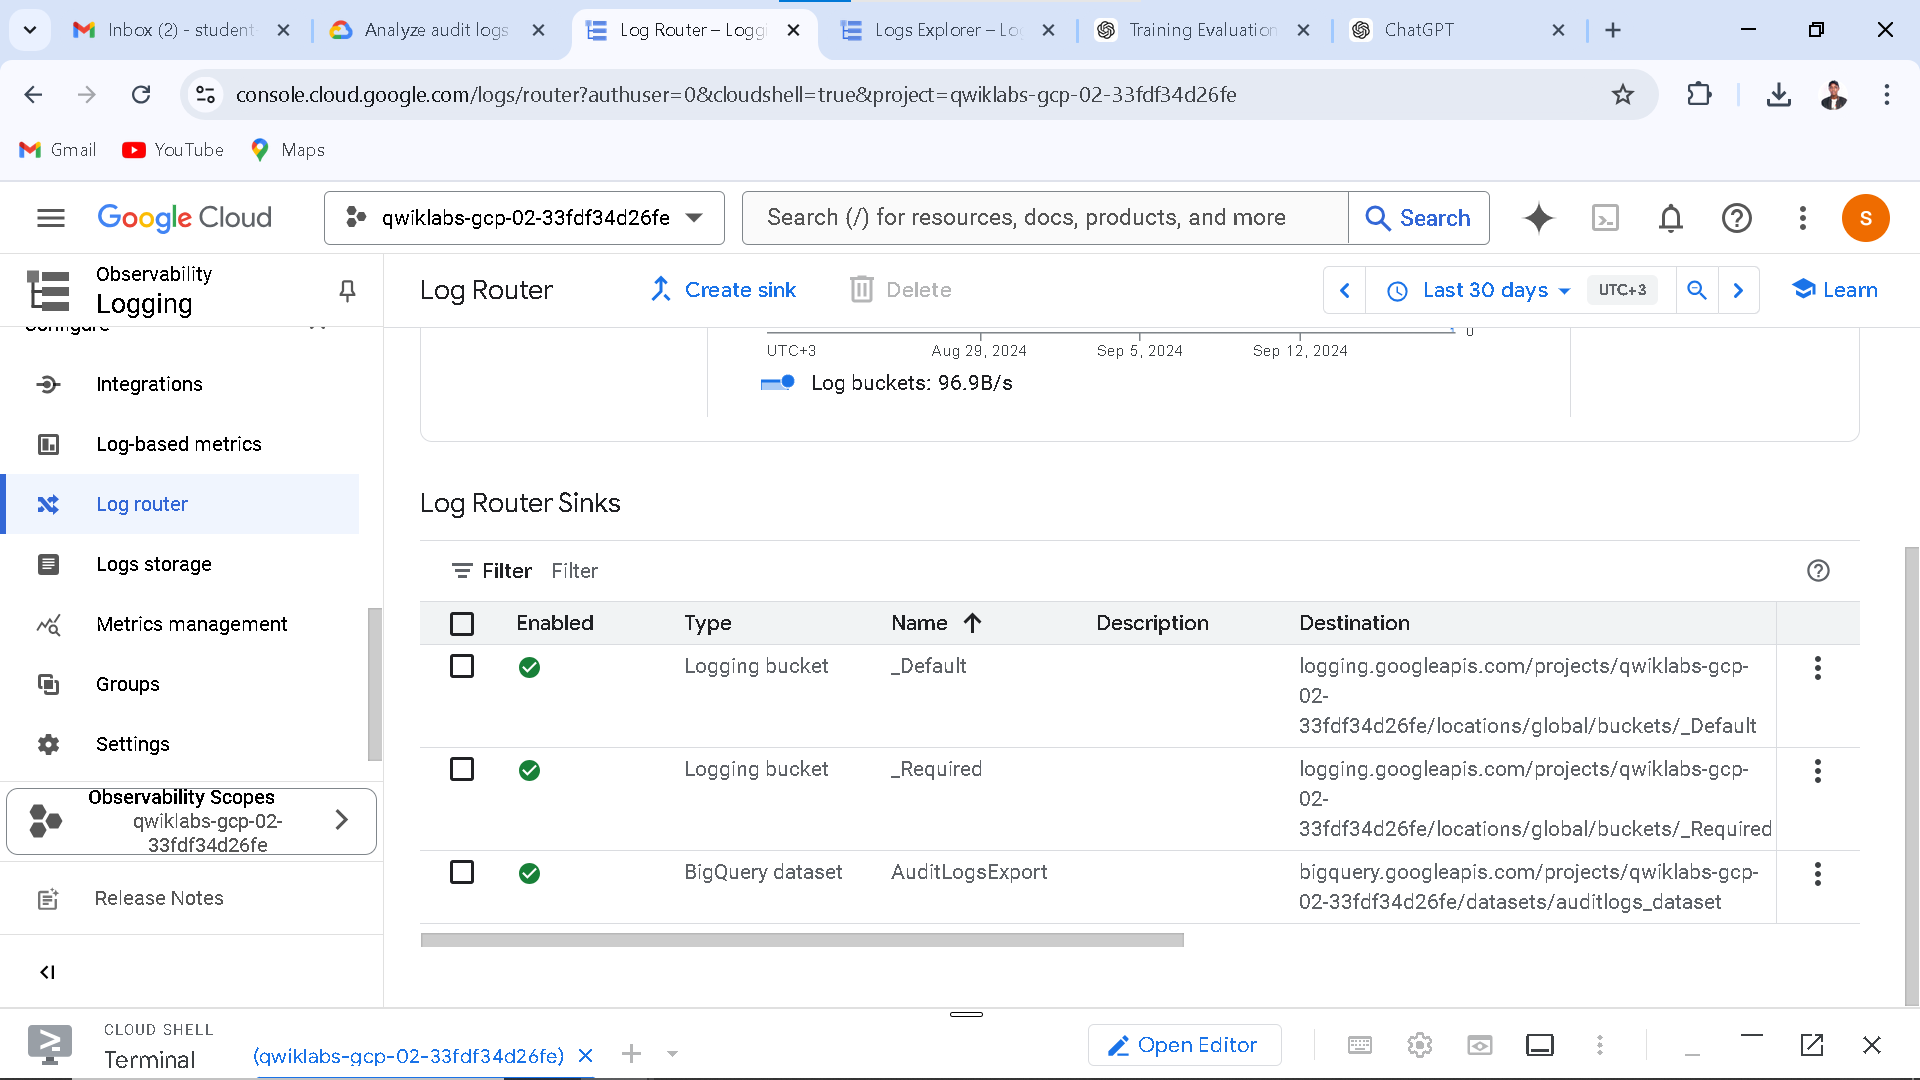 Inbox (2) - student
Analyze audit logs
Log Router – Loggi
Logs Explorer – Lo
Training Evaluation
ChatGPT
console.cloud.google.com/logs/router?authuser=0&cloudshell=true&project=qwiklabs-gcp-02-33fdf34d26fe
Gmail
YouTube
Maps
Google Cloud
qwiklabs-gcp-02-33fdf34d26fe
Search (/) for resources, docs, products, and more
Search
S
Observability
Logging
Log Router
Create sink
Delete
Last 30 days
UTC+3
Learn
Configure
Integrations
Log-based metrics
Log router
Logs storage
Metrics management
Groups
Settings
Observability Scopes
qwiklabs-gcp-02-
33fdf34d26fe
Release Notes
0
UTC+3
Aug 29, 2024
Sep 5, 2024
Sep 12, 2024
Log buckets: 96.9B/s
Log Router Sinks
Filter Filter
Enabled Type Name Description Destination
Logging bucket _Default logging.googleapis.com/projects/qwiklabs-gcp-
02-
33fdf34d26fe/locations/global/buckets/_Default
Logging bucket _Required logging.googleapis.com/projects/qwiklabs-gcp-
02-
33fdf34d26fe/locations/global/buckets/_Required
BigQuery dataset AuditLogsExport bigquery.googleapis.com/projects/qwiklabs-gcp-
02-33fdf34d26fe/datasets/auditlogs_dataset
CLOUD SHELL
Terminal
(qwiklabs-gcp-02-33fdf34d26fe)
Open Editor